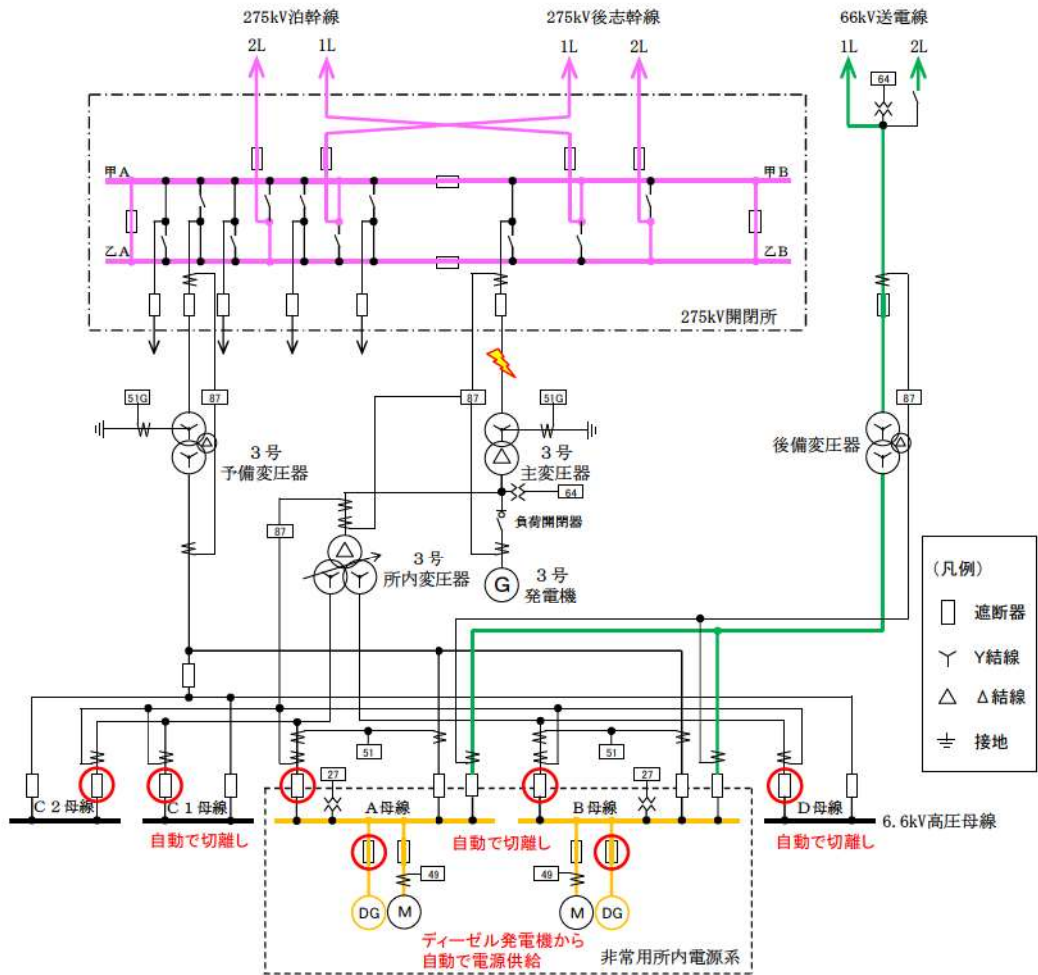 275kV泊幹線 275kV後志幹線 66kV送電線
2L 1L 1L 2L 1L 2L
64
甲A 甲B
乙A 乙B
275kV開閉所
51G 87 87 51G 87
3号
予備変圧器
3号
主変圧器
後備変圧器
64
87
負荷開閉器
3号
所内変圧器
G
3号
発電機
(凡例)
遮断器
Y結線
Δ結線
接地
51 51
27 27
C2母線 C1母線 A母線 B母線 D母線
6.6kV高圧母線
自動で切離し 自動で切離し 自動で切離し
49 49
DG M M DG
ディーゼル発電機から
自動で電源供給
非常用所内電源系